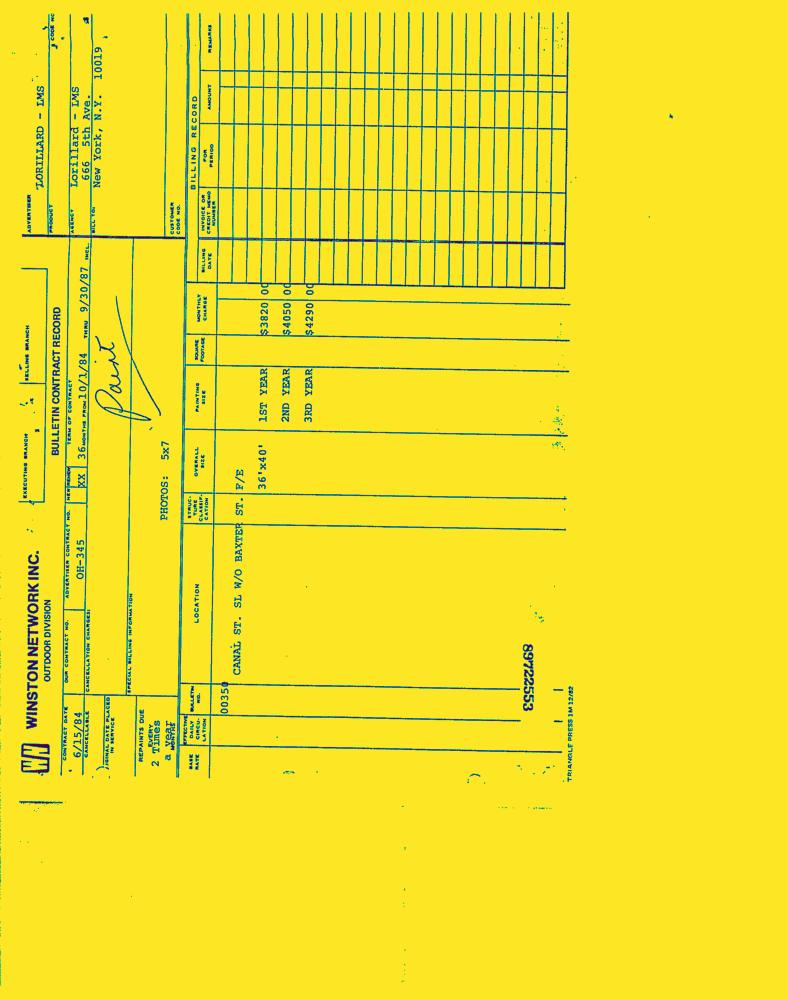 WINSTON NETWORK INC.
OUTDOOR DIVISION
EXECUTING BRANCH
SELLING BRANCH
BULLETIN CONTRACT RECORD
ADVERTISER
LORILLARD - LMS
PRODUCT
CODE NO.
CONTRACT DATE
6/15/84
OUR CONTRACT NO.
ADVERTISER CONTRACT NO.
OH-345
NEW
RENEW
XX
TERM OF CONTRACT
36 MONTHS FROM 10/1/84 THRU 9/30/87 INCL.
AGENCY
Lorillard - LMS
666 5th Ave.
New York, N.Y. 10019
BILL TO:
CANCELLABLE
CANCELLATION CHARGES:
DATE PLACED
IN SERVICE
SPECIAL BILLING INFORMATION
Paint
REPAINTS DUE
EVERY
2 Times
a year
MONTHS
PHOTOS: 5x7
CUSTOMER
CODE NO.
BASE RATE
EFFECTIVE DAILY CIRCULATION
BULLETIN NO.
LOCATION
STRUCTURE CLASSIFICATION
OVERALL SIZE
PAINTING SIZE
SQUARE FOOTAGE
MONTHLY CHARGE
BILLING RECORD
BILLING DATE
INVOICE OR CREDIT MEMO NUMBER
FOR PERIOD
AMOUNT
REMARKS
00350
CANAL ST. SL W/O BAXTER ST. F/E
36'x40' 1ST YEAR $3820 00
2ND YEAR $4050 00
3RD YEAR $4290 00
89722553
TRIANGLE PRESS 1M 12/82